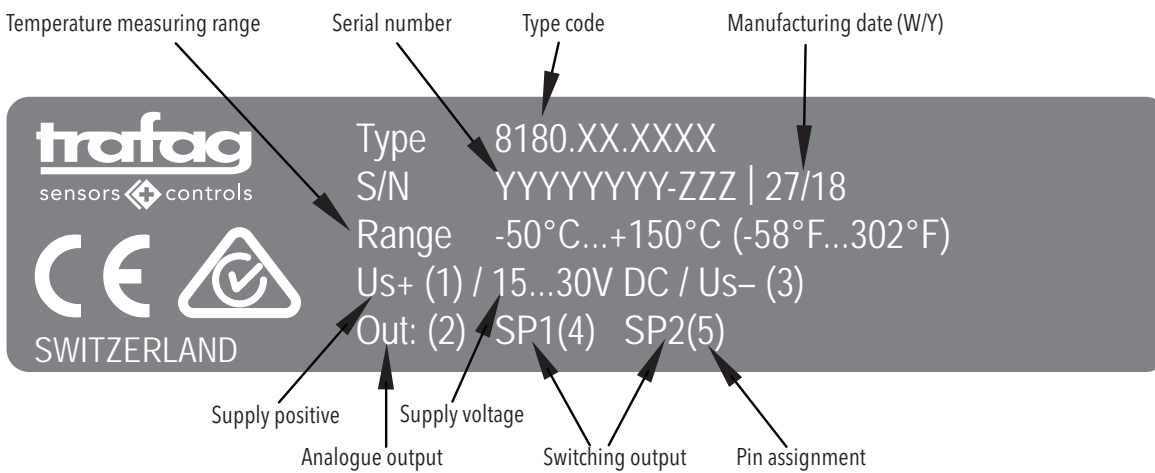 Temperature measuring range
Serial number
Type code
Manufacturing date (W/Y)
trafag
sensors controls
CE
SWITZERLAND
Type 8180.XX.XXXX
S/N YYYYYYYY-ZZZ | 27/18
Range -50°C...+150°C (-58°F...302°F)
Us+ (1) / 15...30V DC / Us– (3)
Out: (2) SP1(4) SP2(5)
Supply positive
Supply voltage
Analogue output
Switching output
Pin assignment